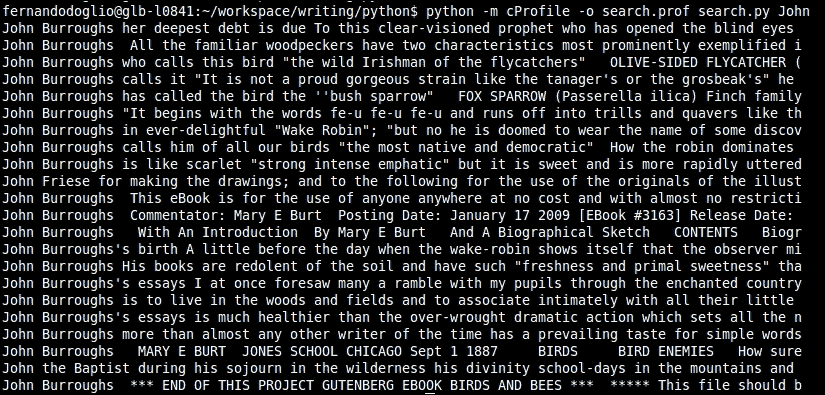 fernandodoglio@glb-l0841:~/workspace/writing/python$ python -m cProfile -o search.prof search.py John
John Burroughs her deepest debt is due To this clear-visioned prophet who has opened the blind eyes
John Burroughs  All the familiar woodpeckers have two characteristics most prominently exemplified i
John Burroughs who calls this bird "the wild Irishman of the flycatchers"   OLIVE-SIDED FLYCATCHER (
John Burroughs calls it "It is not a proud gorgeous strain like the tanager's or the grosbeak's" he
John Burroughs has called the bird the ''bush sparrow"   FOX SPARROW (Passerella ilica) Finch family
John Burroughs "It begins with the words fe-u fe-u fe-u and runs off into trills and quavers like th
John Burroughs in ever-delightful "Wake Robin"; "but no he is doomed to wear the name of some discov
John Burroughs calls him of all our birds "the most native and democratic"  How the robin dominates
John Burroughs is like scarlet "strong intense emphatic" but it is sweet and is more rapidly uttered
John Friese for making the drawings; and to the following for the use of the originals of the illust
John Burroughs  This eBook is for the use of anyone anywhere at no cost and with almost no restricti
John Burroughs  Commentator: Mary E Burt  Posting Date: January 17 2009 [EBook #3163] Release Date:
John Burroughs   With An Introduction  By Mary E Burt   And A Biographical Sketch   CONTENTS   Biogr
John Burroughs's birth A little before the day when the wake-robin shows itself that the observer mi
John Burroughs His books are redolent of the soil and have such "freshness and primal sweetness" tha
John Burroughs's essays I at once foresaw many a ramble with my pupils through the enchanted country
John Burroughs is to live in the woods and fields and to associate intimately with all their little
John Burroughs's essays is much healthier than the over-wrought dramatic action which sets all the n
John Burroughs more than almost any other writer of the time has a prevailing taste for simple words
John Burroughs   MARY E BURT  JONES SCHOOL CHICAGO Sept 1 1887     BIRDS     BIRD ENEMIES   How sure
John the Baptist during his sojourn in the wilderness his divinity school-days in the mountains and
John Burroughs  *** END OF THIS PROJECT GUTENBERG EBOOK BIRDS AND BEES ***  ***** This file should b